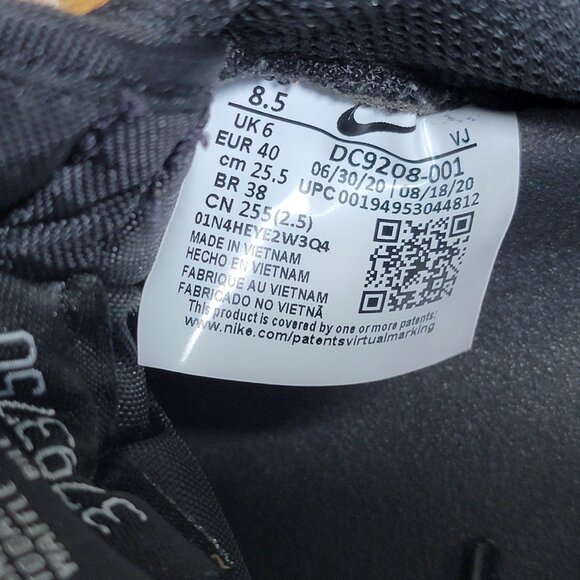 8.5
UK 6
EUR 40
cm 25.5
BR 38
CN 255(2.5)
01N4HEYE2W3Q4
MADE IN VIETNAM
HECHO EN VIETNAM
FABRIQUE AU VIETNAM
FABRICADO NO VIETNÃ
This product is covered by one or more patents:
www.nike.com/patentsvirtualmarking
VJ
DC9208-001
06/30/20 08/18/20
UPC 00194953044812